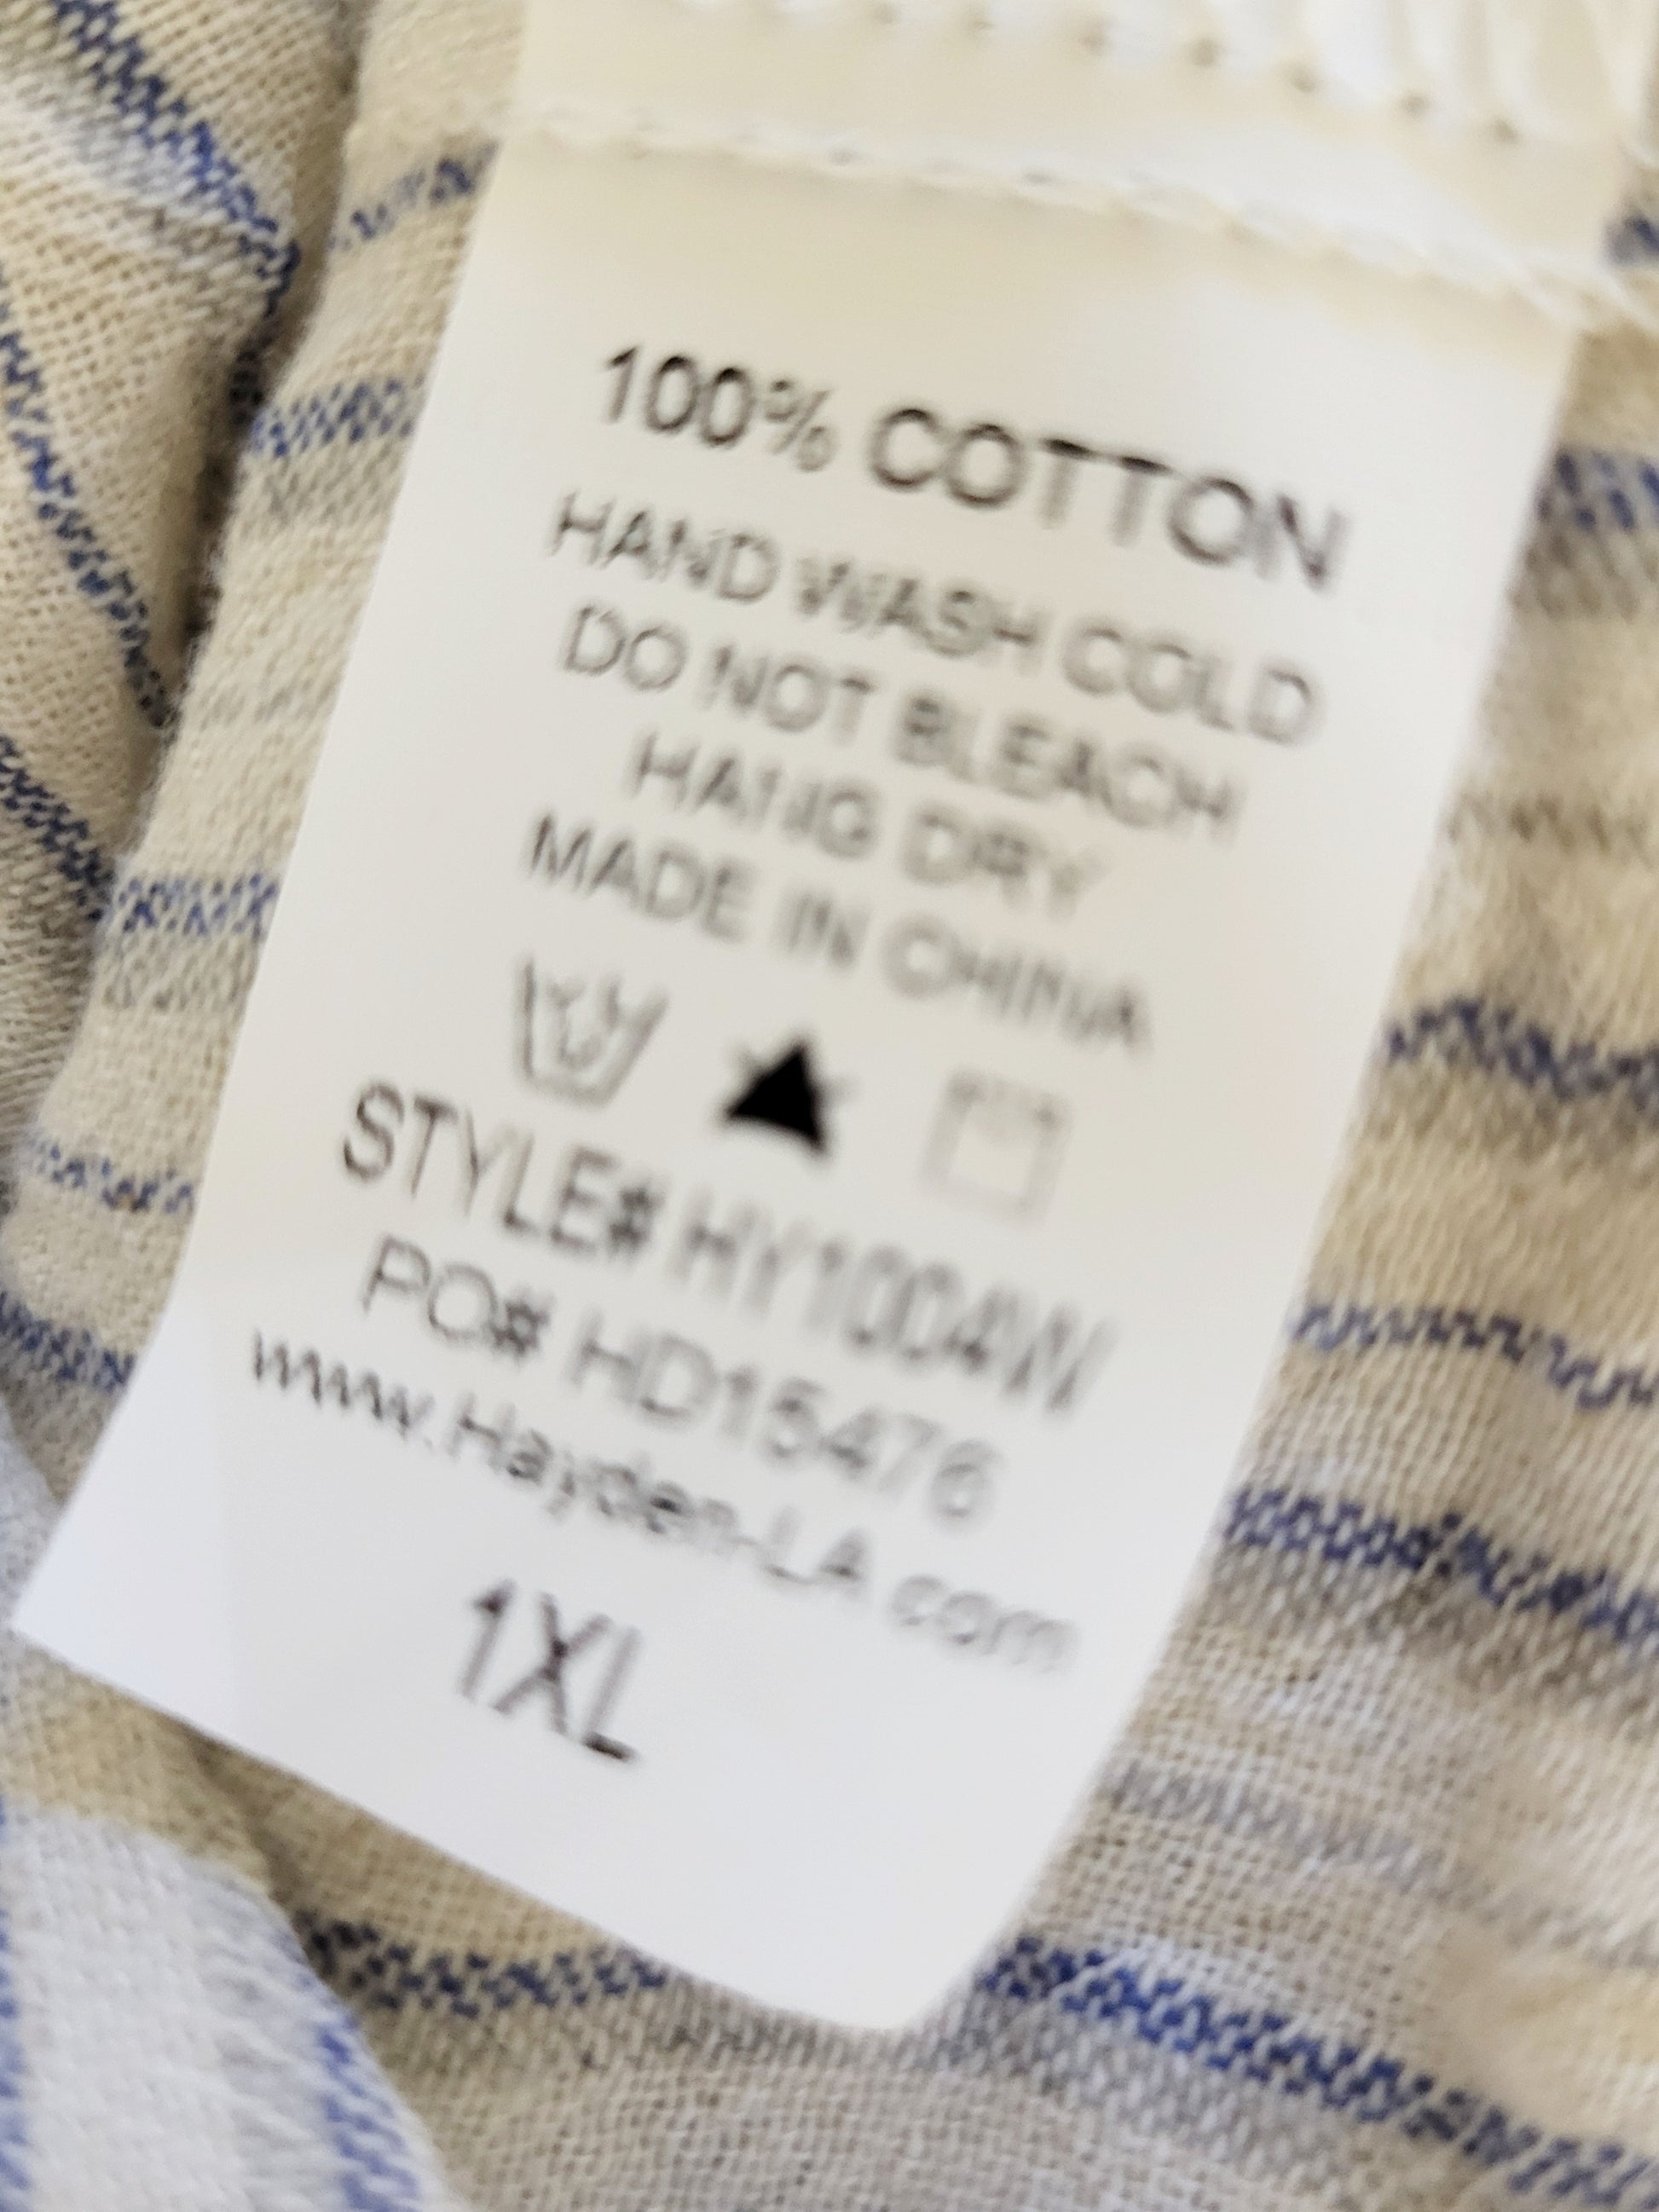 100% COTTON
HAND WASH COLD
DO NOT BLEACH
HANG DRY
MADE IN CHINA
STYLE# HY1004W
PO# HD15476
www.Hayden-LA.com
1XL